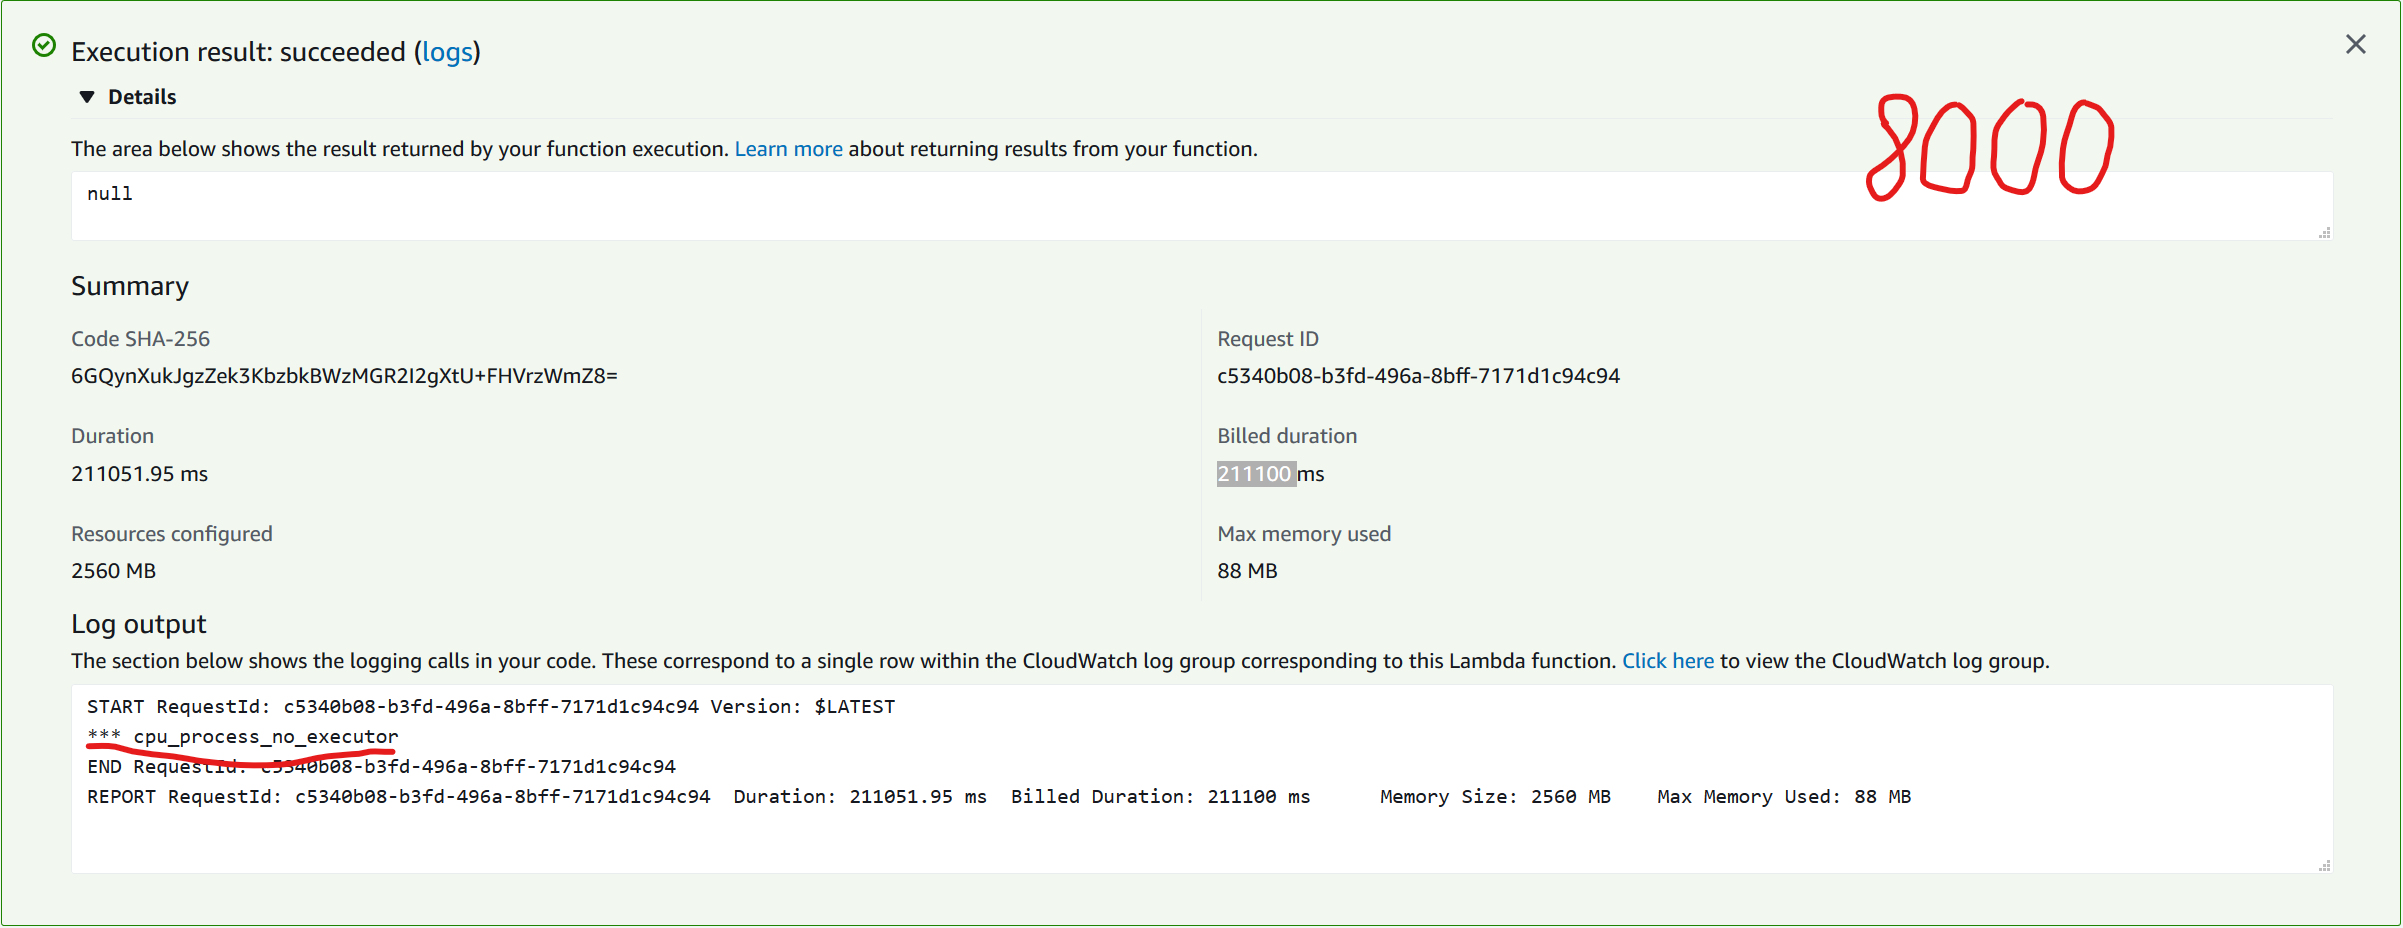 Execution result: succeeded (logs)
Details
8000
The area below shows the result returned by your function execution. Learn more about returning results from your function.
null
Summary
Code SHA-256
6GQynXukJgzZek3KbzbkBWzMGR2I2gXtU+FHVrzWmZ8=
Request ID
c5340b08-b3fd-496a-8bff-7171d1c94c94
Duration
211051.95 ms
Billed duration
211100 ms
Resources configured
2560 MB
Max memory used
88 MB
Log output
The section below shows the logging calls in your code. These correspond to a single row within the CloudWatch log group corresponding to this Lambda function. Click here to view the CloudWatch log group.
START RequestId: c5340b08-b3fd-496a-8bff-7171d1c94c94 Version: $LATEST
*** cpu_process_no_executor
END RequestId: c5340b08-b3fd-496a-8bff-7171d1c94c94
REPORT RequestId: c5340b08-b3fd-496a-8bff-7171d1c94c94 Duration: 211051.95 ms Billed Duration: 211100 ms Memory Size: 2560 MB Max Memory Used: 88 MB